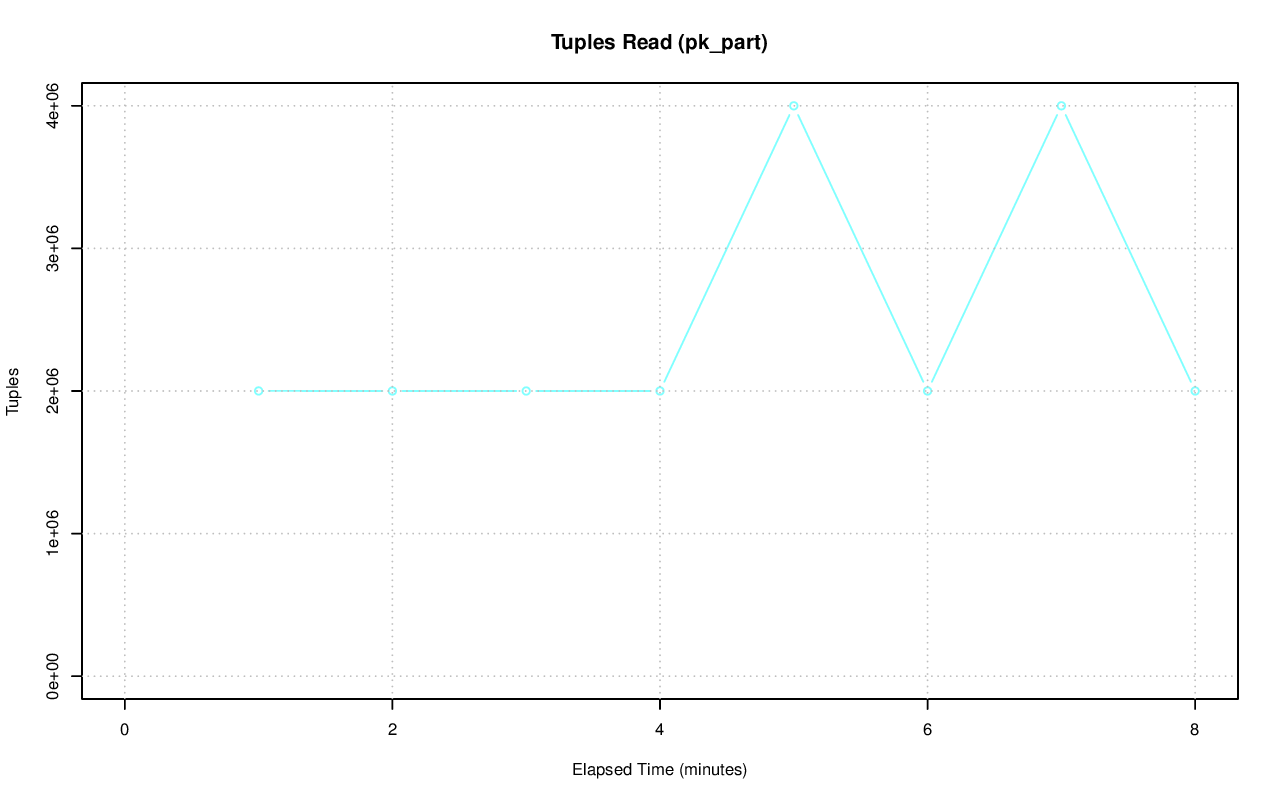 Tuples Read (pk_part)
Tuples
4e+06
3e+06
2e+06
1e+06
0e+00
0 2 4 6 8
Elapsed Time (minutes)